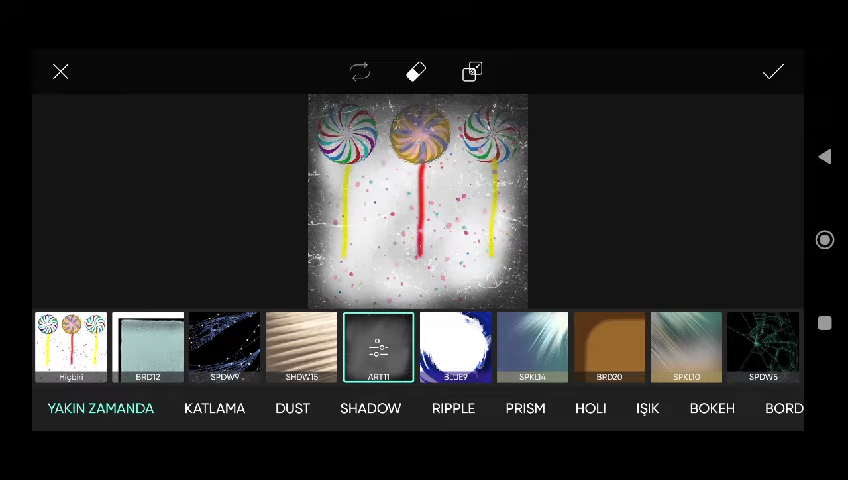 Hiçbiri BRD12 SPDW9 SHDW15 ART11 BLUE9 SPKL14 BRD20 SPKL10 SPDW5
YAKIN ZAMANDA KATLAMA DUST SHADOW RIPPLE PRISM HOLI IŞIK BOKEH BORD